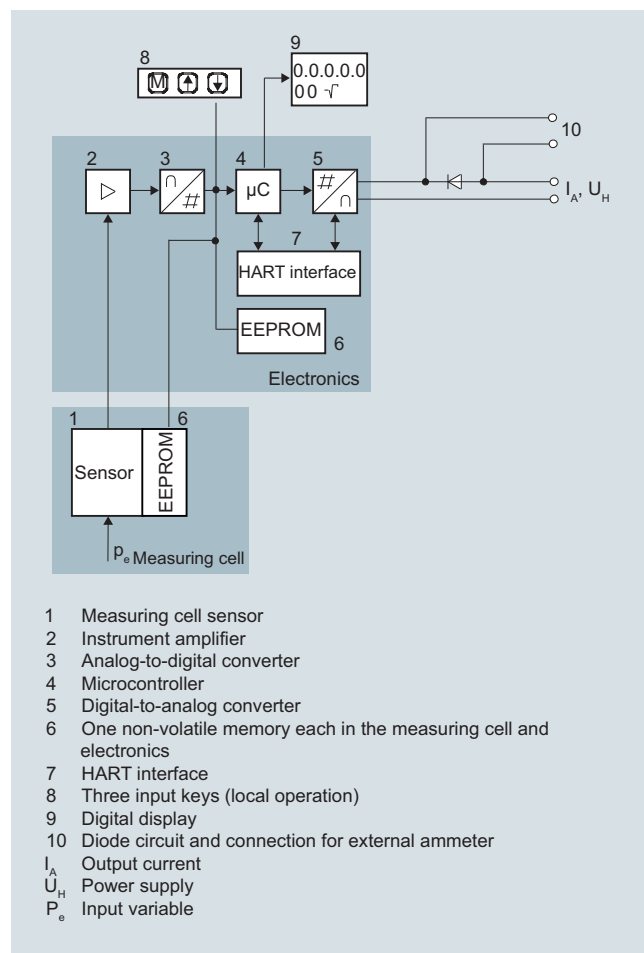 8
9
M
0.0.0.0.0
00 √
10
2
3
4
5
∩
#
µC
#
∩
I_A, U_H
7
HART interface
EEPROM
6
Electronics
1
6
Sensor
EEPROM
p_e Measuring cell
1 Measuring cell sensor
2 Instrument amplifier
3 Analog-to-digital converter
4 Microcontroller
5 Digital-to-analog converter
6 One non-volatile memory each in the measuring cell and
electronics
7 HART interface
8 Three input keys (local operation)
9 Digital display
10 Diode circuit and connection for external ammeter
I_A Output current
U_H Power supply
P_e Input variable